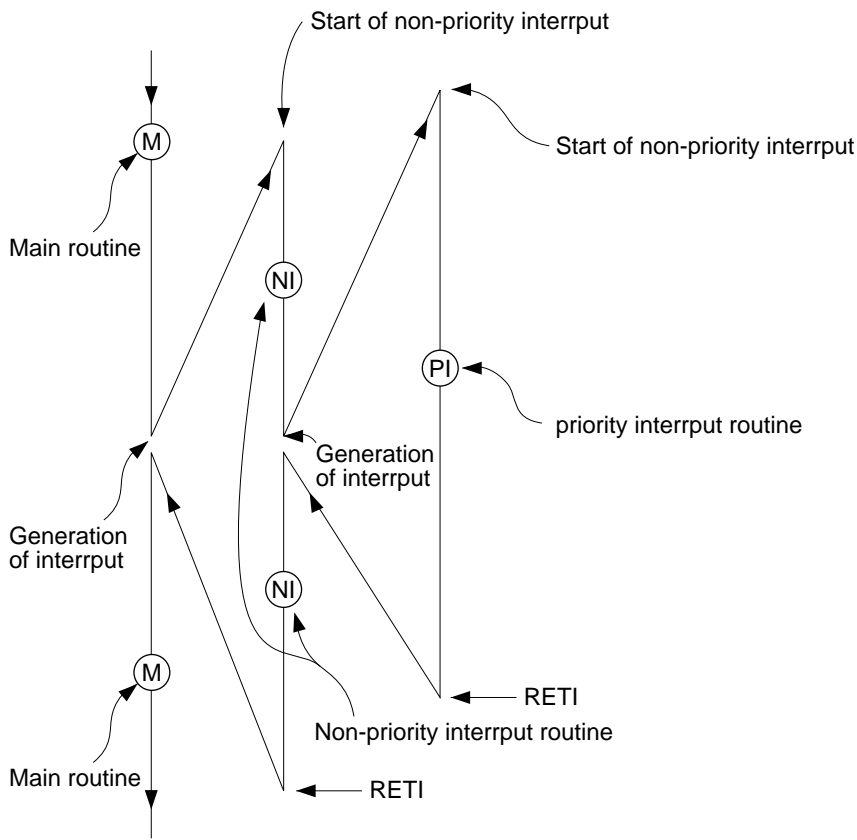 Start of non-priority interrput
M
Start of non-priority interrput
Main routine
NI
PI
priority interrput routine
Generation
of interrput
Generation
of interrput
NI
M
RETI
Non-priority interrput routine
Main routine
RETI